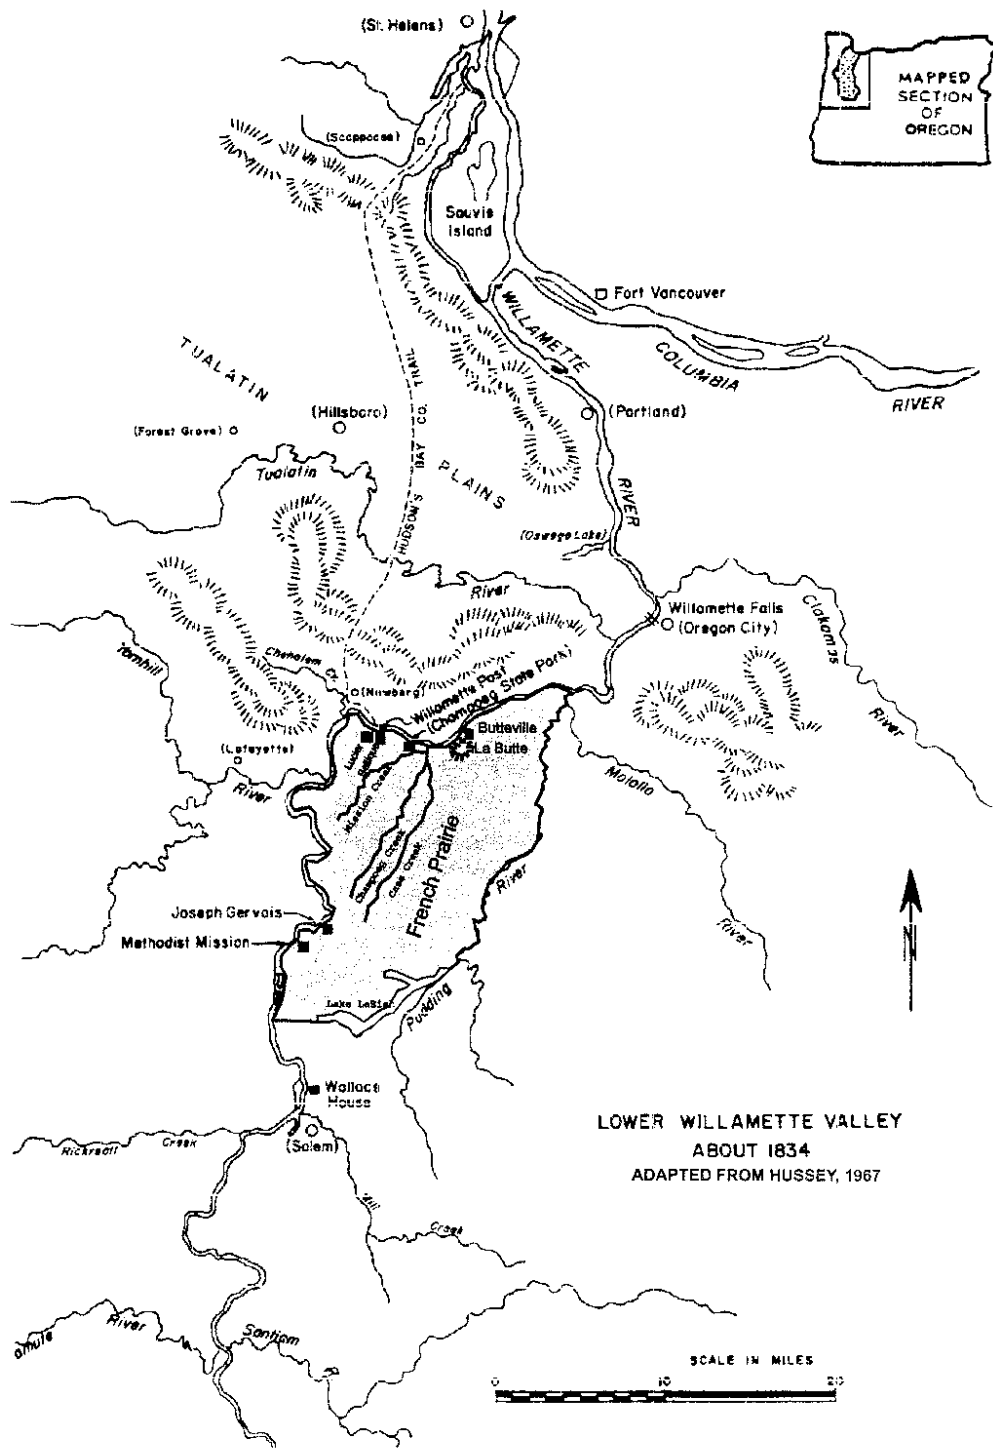 (St. Helens)
MAPPED
SECTION
OF
OREGON
(Scappoose)
Sauvie
Island
Fort Vancouver
WILLAMETTE
COLUMBIA
RIVER
TUALATIN
HUDSON'S BAY CO. TRAIL
(Hillsboro)
(Portland)
(Forest Grove)
Tualatin
PLAINS
RIVER
(Oswego Lake)
River
Willamette Falls
(Oregon City)
Clakamas
River
Yamhill
Chehalem
Cr.
(Newberg)
Willamette Post
(Champoeg State Park)
Butteville
La Butte
(Lafayette)
River
Lucier
Mission Creek
Molalla
Champoeg Creek
Case Creek
French Prairie
River
River
Joseph Gervais
Methodist Mission
N
Pudding
Wallace
House
(Salem)
Rickreall
Creek
LOWER WILLAMETTE VALLEY
ABOUT 1834
ADAPTED FROM HUSSEY, 1967
Mill
Creek
River
Santiam
SCALE IN MILES
0 10 20